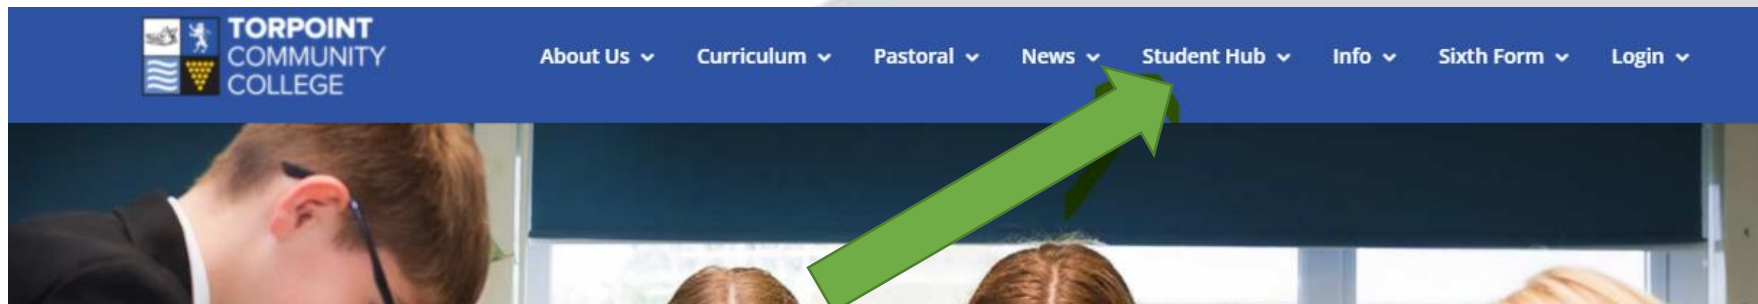 TORPOINT
COMMUNITY
COLLEGE
About Us Curriculum Pastoral News Student Hub Info Sixth Form Login